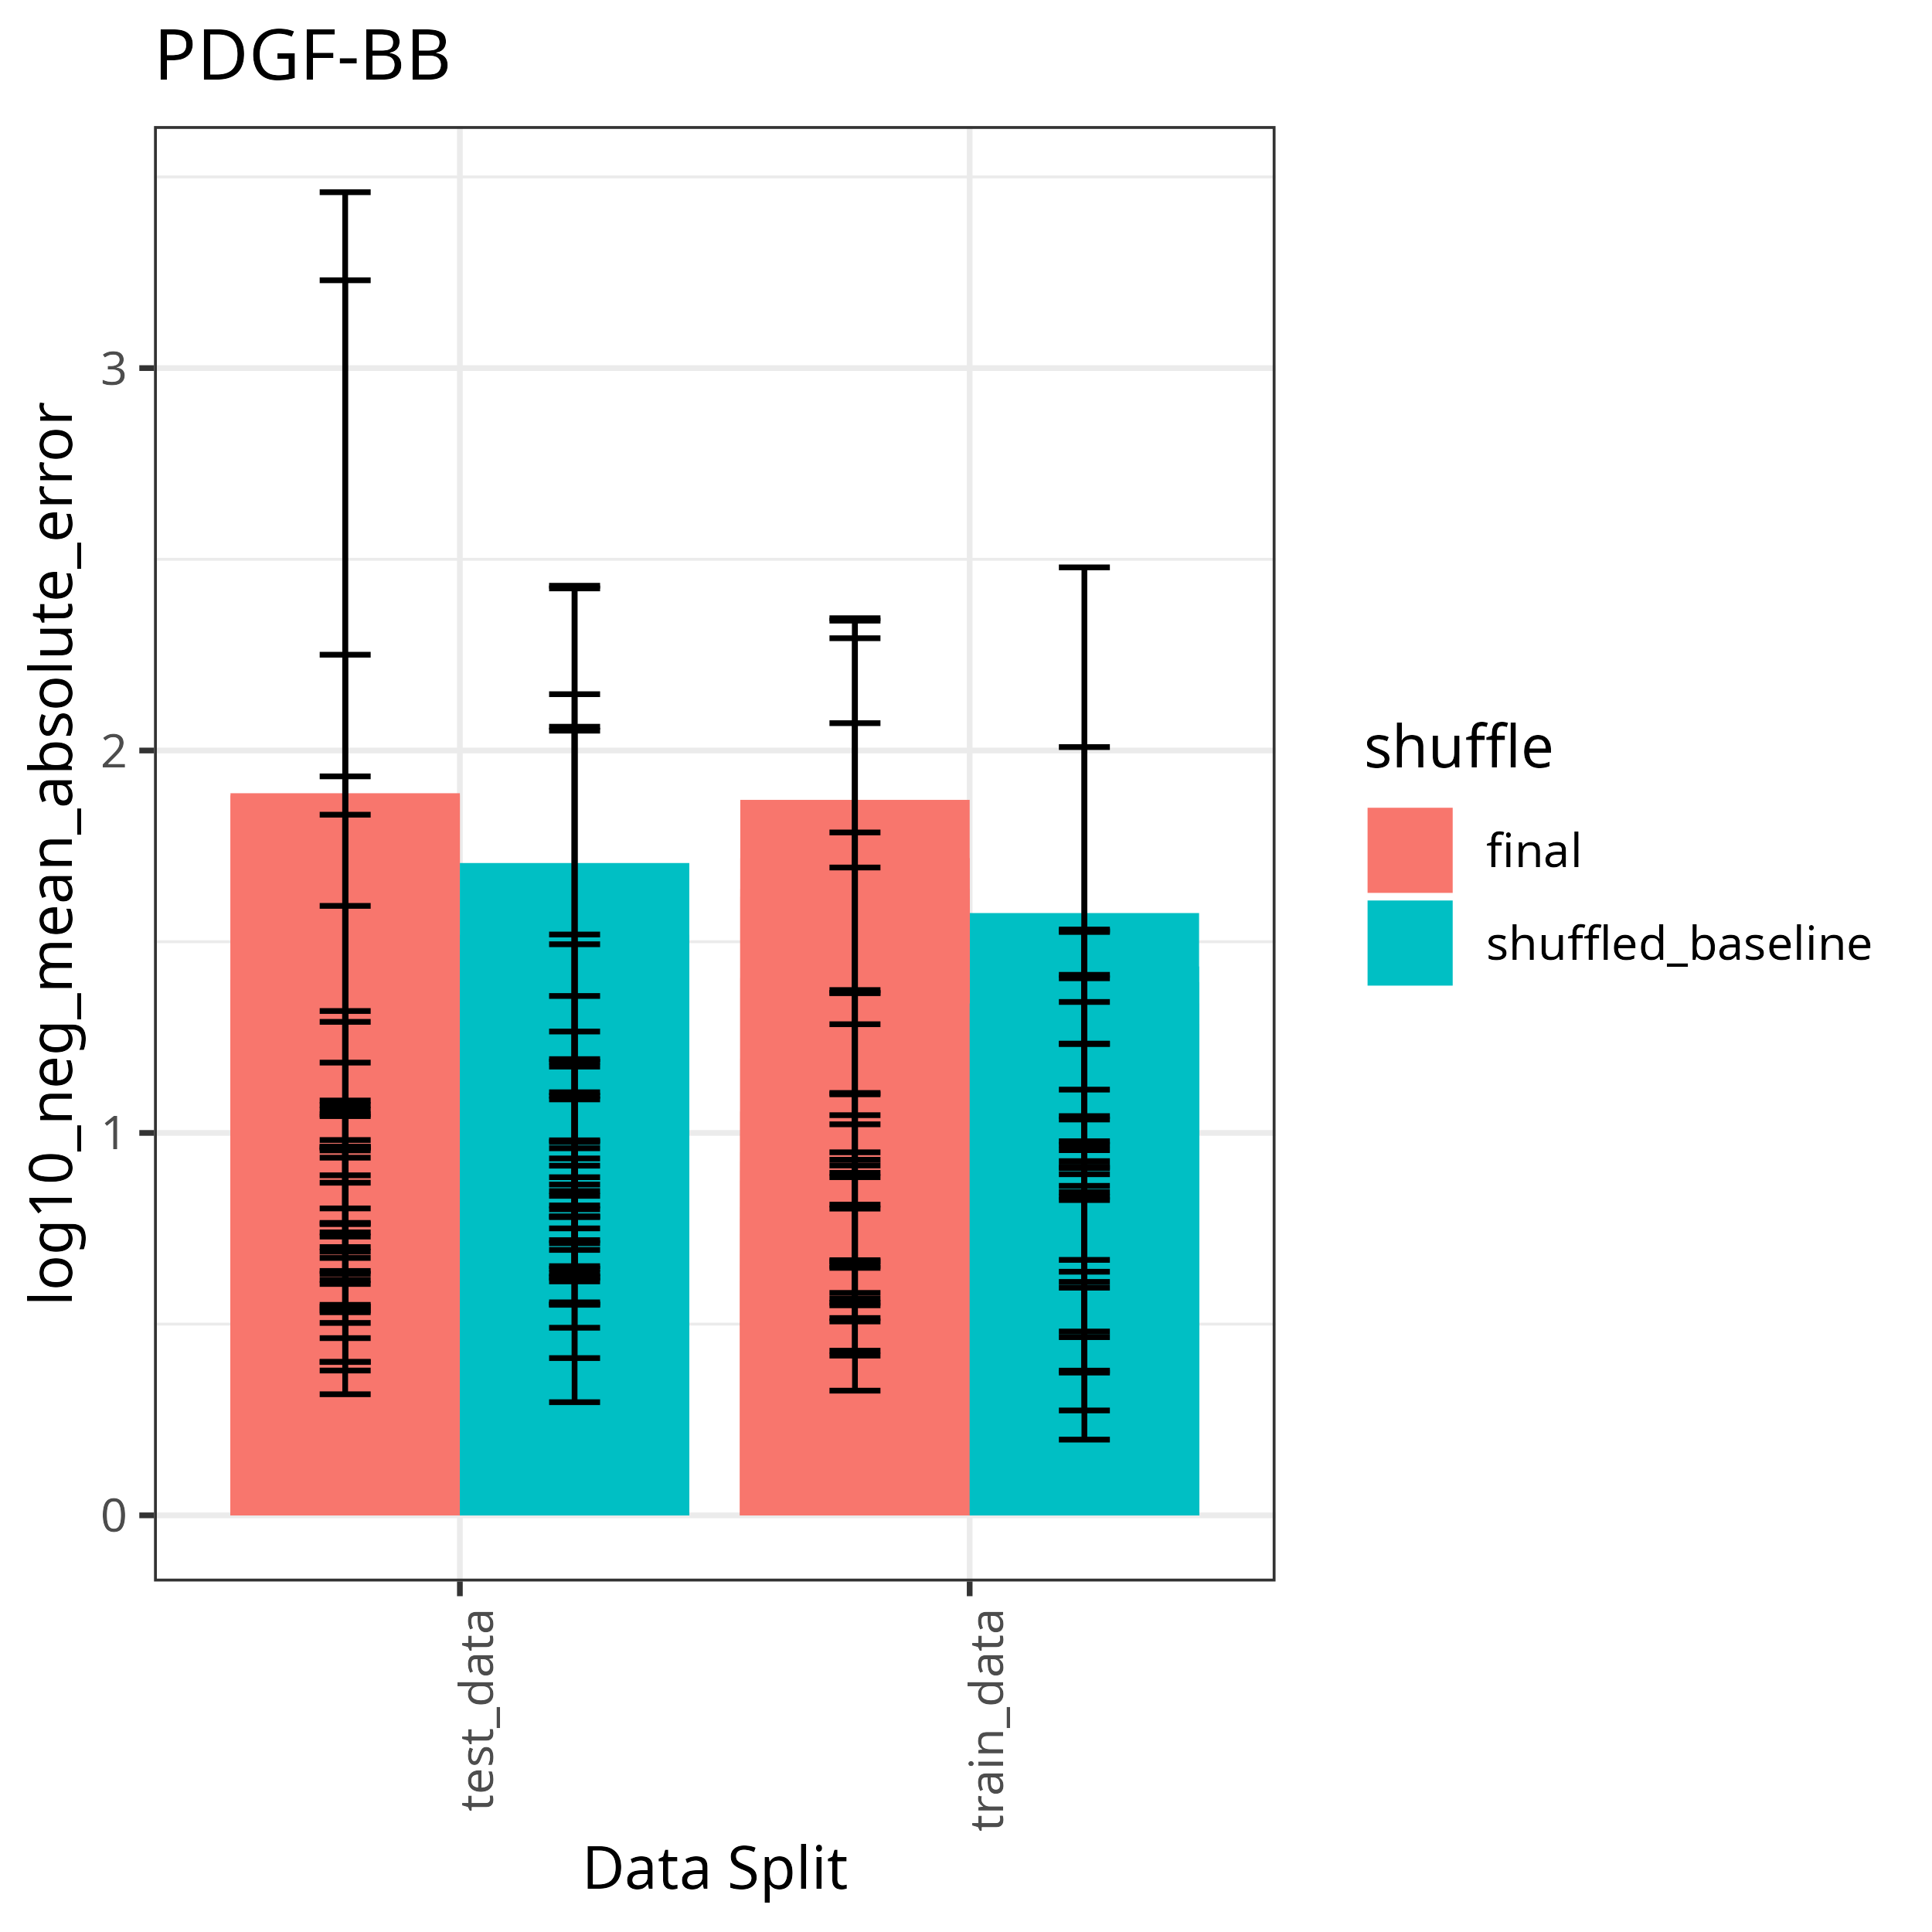 PDGF-BB
log10_neg_mean_absolute_error
3
2
1
0
test_data
train_data
Data Split
shuffle
final
shuffled_baseline